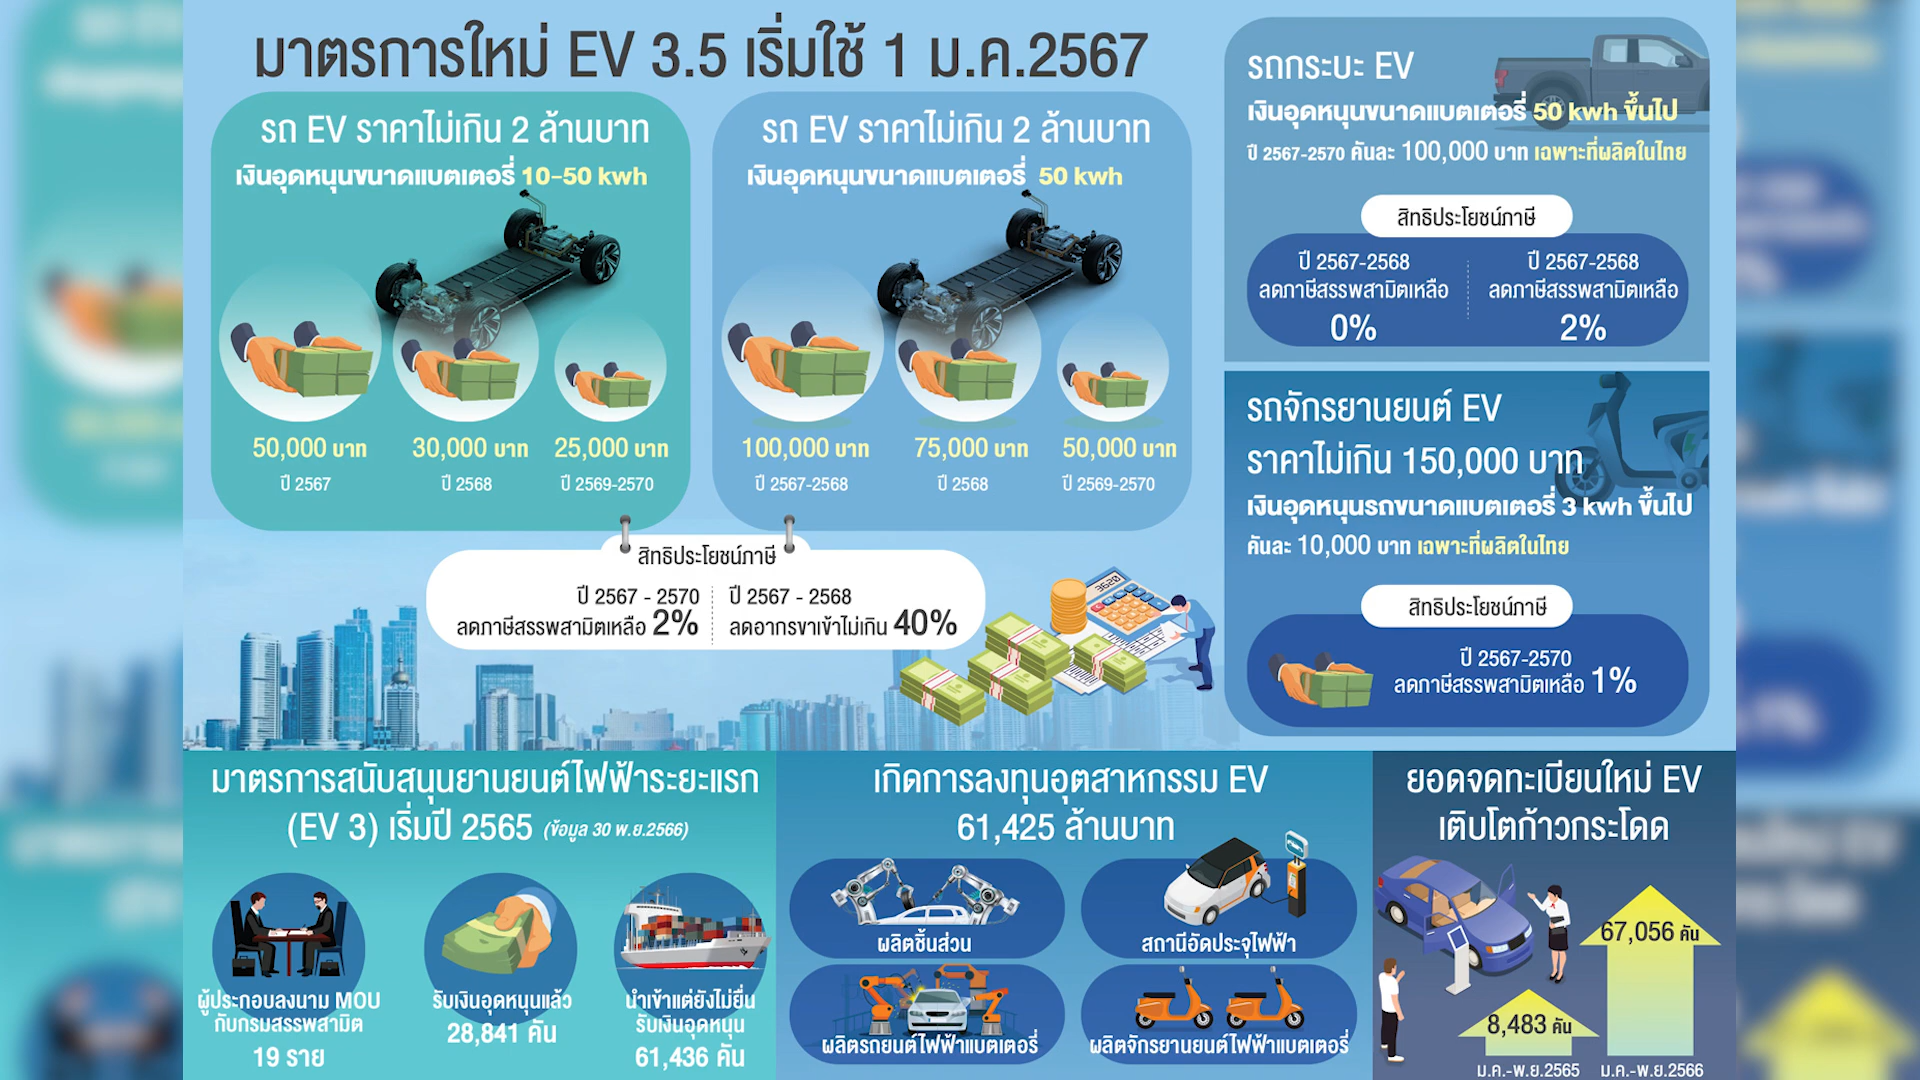 มาตรการใหม่ EV 3.5 เริ่มใช้ 1 ม.ค.2567
รถ EV ราคาไม่เกิน 2 ล้านบาท
เงินอุดหนุนขนาดแบตเตอรี่ 10-50 kwh
50,000 บาท
ปี 2567
30,000 บาท
ปี 2568
25,000 บาท
ปี 2569-2570
รถ EV ราคาไม่เกิน 2 ล้านบาท
เงินอุดหนุนขนาดแบตเตอรี่ 50 kwh
100,000 บาท
ปี 2567-2568
75,000 บาท
ปี 2568
50,000 บาท
ปี 2569-2570
สิทธิประโยชน์ภาษี
ปี 2567 - 2570
ลดภาษีสรรพสามิตเหลือ 2%
ปี 2567 - 2568
ลดอากรขาเข้าไม่เกิน 40%
รถกระบะ EV
เงินอุดหนุนขนาดแบตเตอรี่ 50 kwh ขึ้นไป
ปี 2567-2570 คันละ 100,000 บาท เฉพาะที่ผลิตในไทย
สิทธิประโยชน์ภาษี
ปี 2567-2568
ลดภาษีสรรพสามิตเหลือ
0%
ปี 2567-2568
ลดภาษีสรรพสามิตเหลือ
2%
รถจักรยานยนต์ EV
ราคาไม่เกิน 150,000 บาท
เงินอุดหนุนรถขนาดแบตเตอรี่ 3 kwh ขึ้นไป
คันละ 10,000 บาท เฉพาะที่ผลิตในไทย
สิทธิประโยชน์ภาษี
ปี 2567-2570
ลดภาษีสรรพสามิตเหลือ 1%
3620
มาตรการสนับสนุนยานยนต์ไฟฟ้าระยะแรก
(EV 3) เริ่มปี 2565 (ข้อมูล 30 พ.ย.2566)
ผู้ประกอบลงนาม MOU
กับกรมสรรพสามิต
19 ราย
รับเงินอุดหนุนแล้ว
28,841 คัน
นำเข้าแต่ยังไม่ยื่น
รับเงินอุดหนุน
61,436 คัน
เกิดการลงทุนอุตสาหกรรม EV
61,425 ล้านบาท
ผลิตชิ้นส่วน
สถานีอัดประจุไฟฟ้า
ผลิตรถยนต์ไฟฟ้าแบตเตอรี่
ผลิตจักรยานยนต์ไฟฟ้าแบตเตอรี่
ยอดจดทะเบียนใหม่ EV
เติบโตก้าวกระโดด
8,483 คัน
ม.ค.-พ.ย.2565
67,056 คัน
ม.ค.-พ.ย.2566